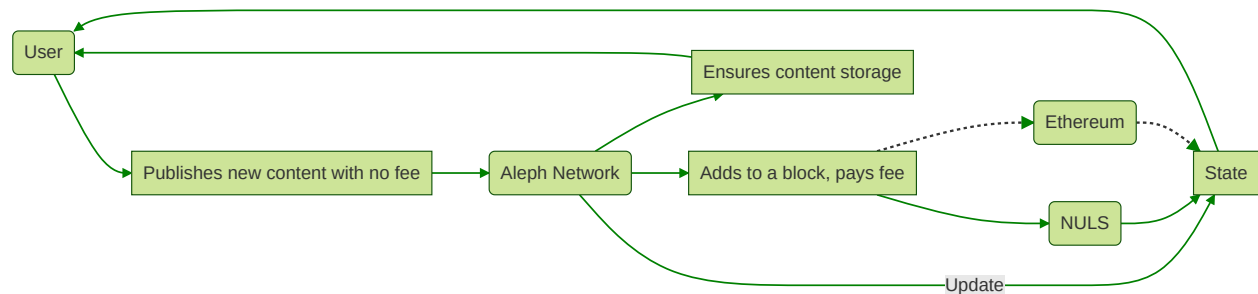 User
Ensures content storage
Ethereum
Publishes new content with no fee
Aleph Network
Adds to a block, pays fee
State
NULS
Update